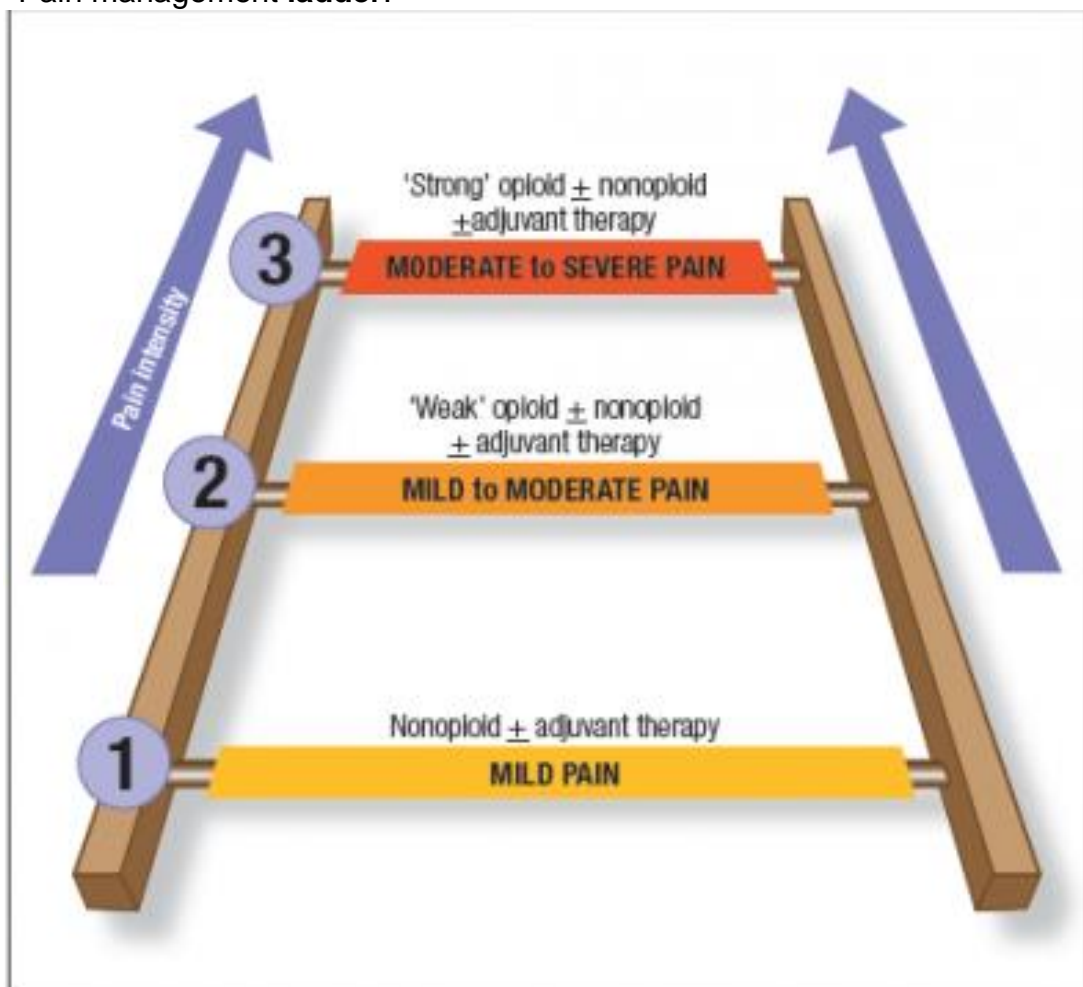 Pain management ladder:
'Strong' opioid ± nonopioid
±adjuvant therapy
3
MODERATE to SEVERE PAIN
Pain intensity
'Weak' opioid ± nonopioid
± adjuvant therapy
2
MILD to MODERATE PAIN
Nonopioid ± adjuvant therapy
1
MILD PAIN